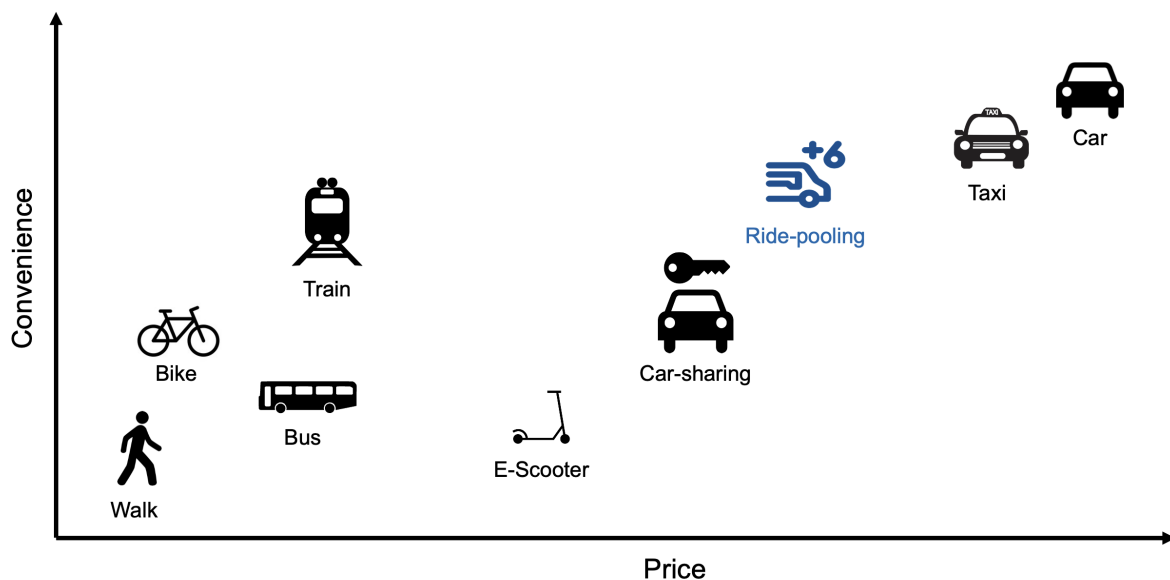 TAXI
Car
+6
Taxi
Ride-pooling
Train
Convenience
Bike
Car-sharing
Bus
E-Scooter
Walk
Price